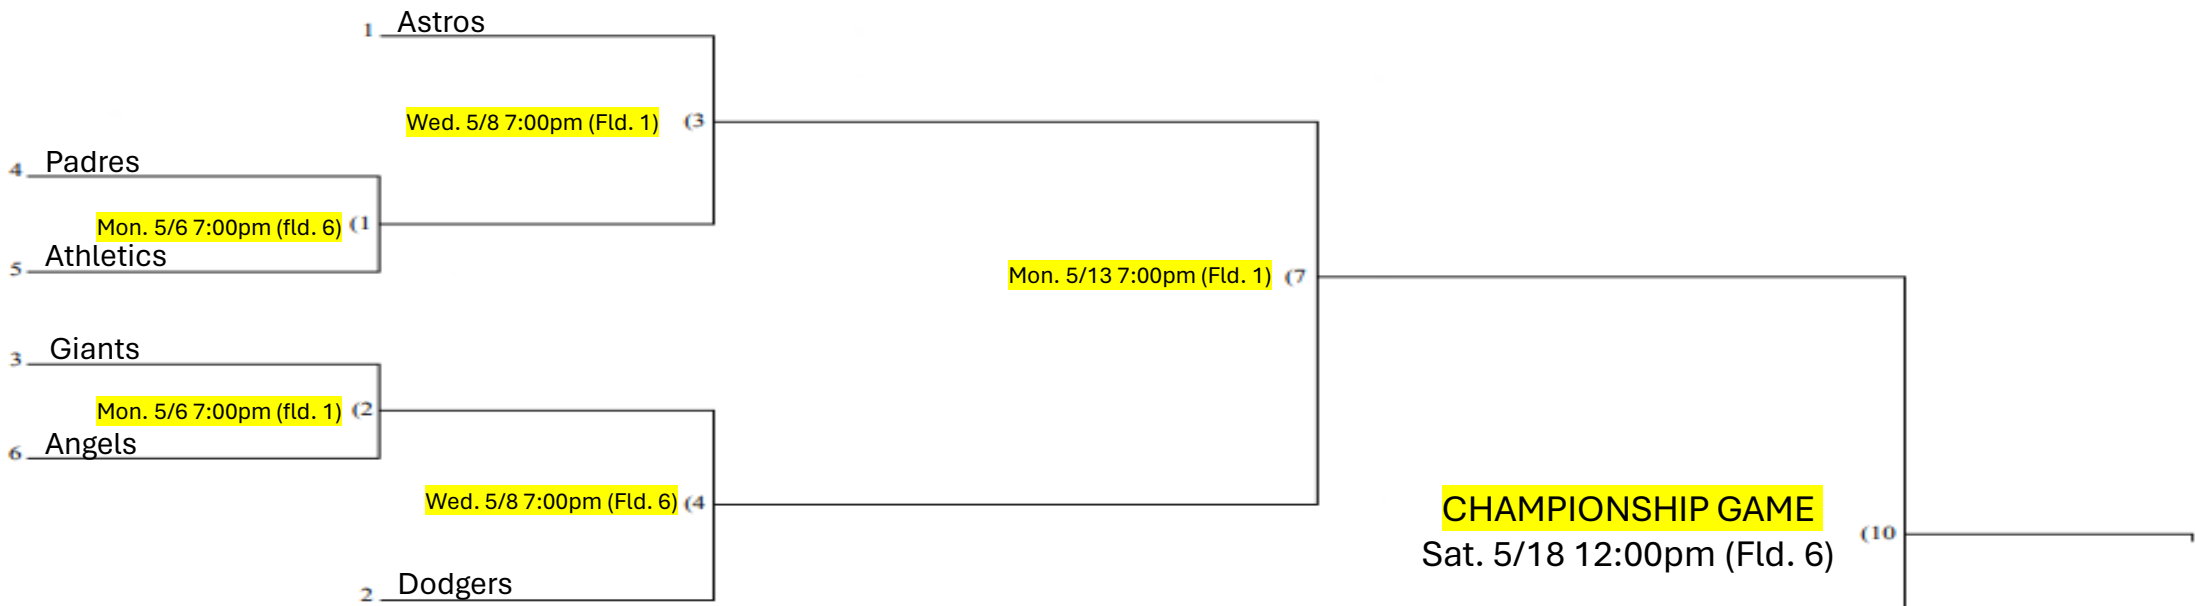 1 Astros
Wed. 5/8 7:00pm (Fld. 1) (3
4 Padres
Mon. 5/6 7:00pm (fld. 6) (1
5 Athletics
Mon. 5/13 7:00pm (Fld. 1) (7
3 Giants
Mon. 5/6 7:00pm (fld. 1) (2
6 Angels
Wed. 5/8 7:00pm (Fld. 6) (4
CHAMPIONSHIP GAME
(10
Sat. 5/18 12:00pm (Fld. 6)
2 Dodgers